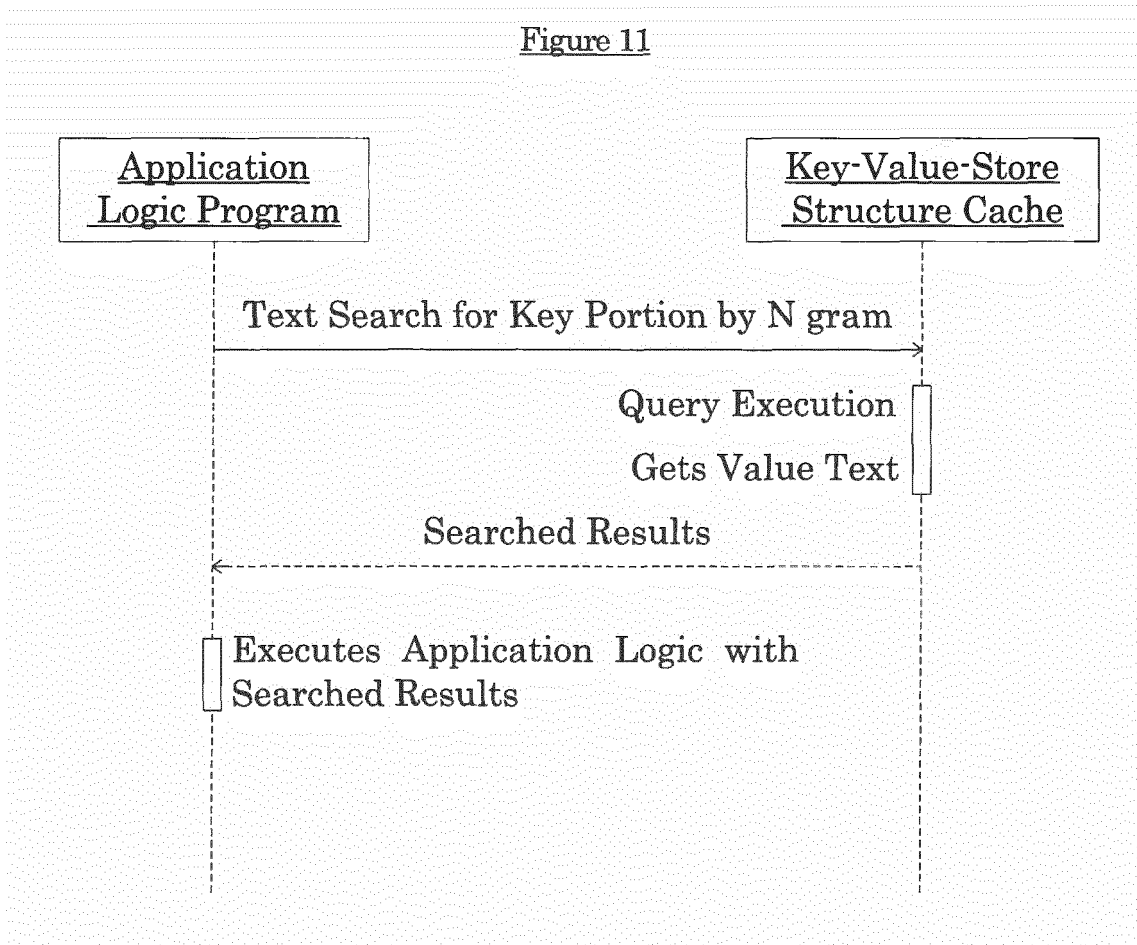 Figure 11
Application
Logic Program
Key-Value-Store
Structure Cache
Text Search for Key Portion by N gram
Query Execution
Gets Value Text
Searched Results
Executes Application Logic with
Searched Results